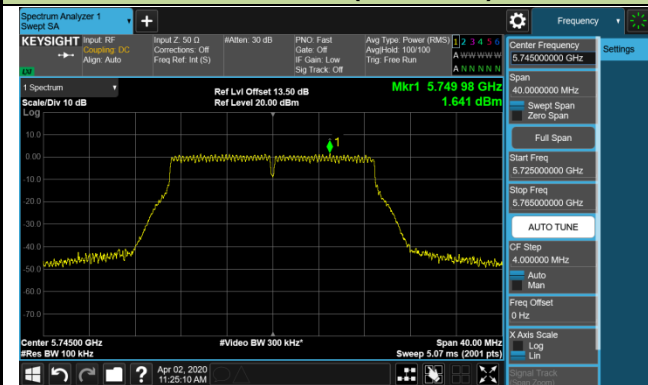 Spectrum Analyzer 1
Swept SA
Frequency
KEYSIGHT
Input: RF
Coupling: DC
Align: Auto
Input Z: 50 Ω
Corrections: Off
Freq Ref: Int (S)
#Atten: 30 dB
PNO: Fast
Gate: Off
IF Gain: Low
Sig Track: Off
Avg Type: Power (RMS)
Avg|Hold: 100/100
Trig: Free Run
1 2 3 4 5 6
A W W W W W
A N N N N N
LXI
Center Frequency
5.745000000 GHz
Settings
Span
40.0000000 MHz
Swept Span
Zero Span
Full Span
Start Freq
5.725000000 GHz
Stop Freq
5.765000000 GHz
AUTO TUNE
CF Step
4.000000 MHz
Auto
Man
Freq Offset
0 Hz
X Axis Scale
Log
Lin
Signal Track
(Span Zoom)
1 Spectrum
Scale/Div 10 dB
Log
Ref Lvl Offset 13.50 dB
Ref Level 20.00 dBm
Mkr1 5.749 98 GHz
1.641 dBm
1
10.0
0.00
-10.0
-20.0
-30.0
-40.0
-50.0
-60.0
-70.0
Center 5.74500 GHz
#Res BW 100 kHz
#Video BW 300 kHz*
Span 40.00 MHz
Sweep 5.07 ms (2001 pts)
Apr 02, 2020
11:25:10 AM